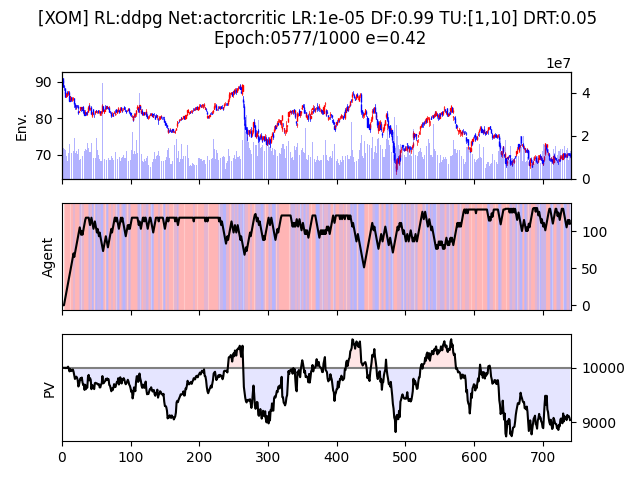 [XOM] RL:ddpg Net:actorcritic LR:1e-05 DF:0.99 TU:[1,10] DRT:0.05
Epoch:0577/1000 e=0.42
1e7
90
80
70
Env.
4
2
0
Agent
100
50
0
PV
10000
9000
0 100 200 300 400 500 600 700